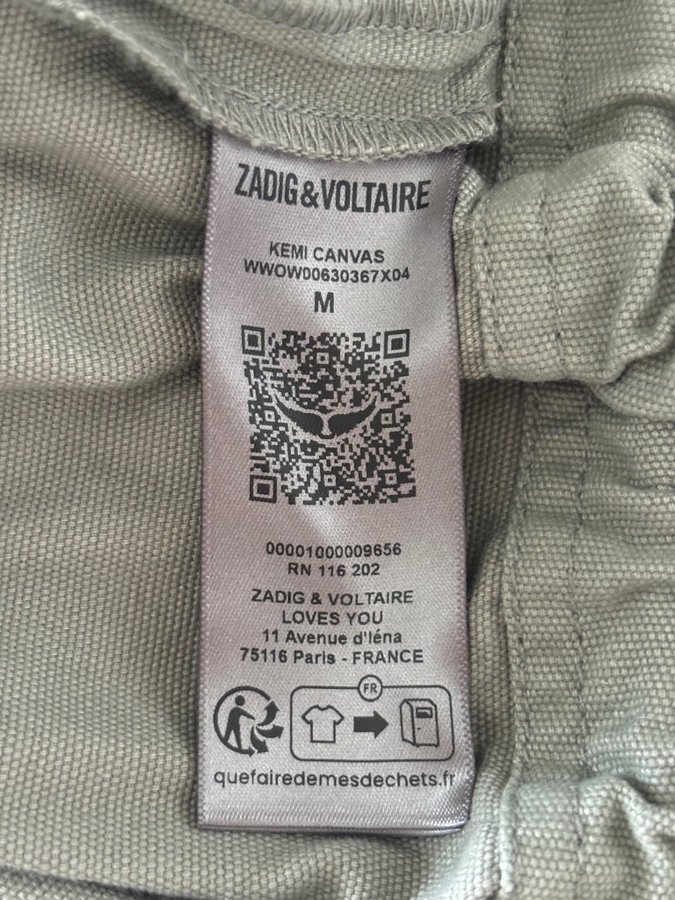 ZADIG&VOLTAIRE
KEMI CANVAS
WWOW00630367X04
M
00001000009656
RN 116 202
ZADIG & VOLTAIRE
LOVES YOU
11 Avenue d'Iéna
75116 Paris - FRANCE
FR
quefairedemesdechets.fr